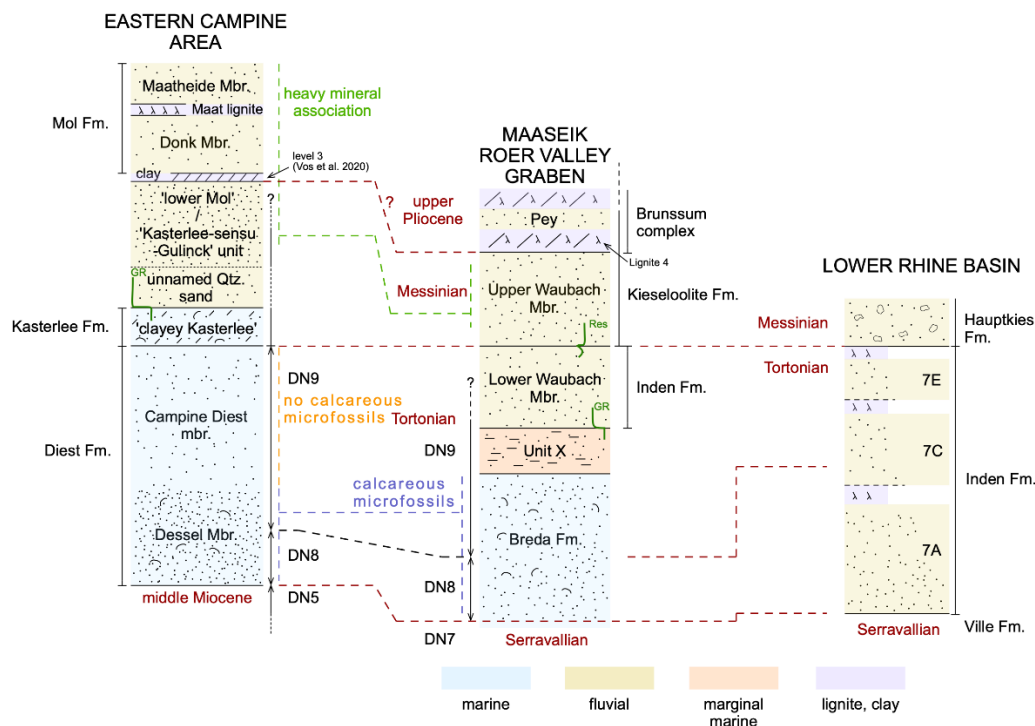 EASTERN CAMPINE
AREA
Maatheide Mbr.
Maat lignite
Mol Fm.
Donk Mbr.
clay
level 3
(Vos et al. 2020)
heavy mineral
association
'lower Mol'
/
'Kasterlee-sensu
-Gulinck' unit
?
GR
unnamed Qtz.
sand
Kasterlee Fm.
'clayey Kasterlee'
DN9
no calcareous
microfossils
Campine Diest
mbr.
Diest Fm.
Dessel Mbr.
DN8
middle Miocene
DN5
MAASEIK
ROER VALLEY
GRABEN
?
upper
Pliocene
Pey
Brunssum
complex
Lignite 4
Messinian
Upper Waubach
Mbr.
Kieseloolite Fm.
Res
?
Lower Waubach
Mbr.
Inden Fm.
Tortonian
GR
DN9
Unit X
calcareous
microfossils
Breda Fm.
DN8
DN7
Serravallian
LOWER RHINE BASIN
Messinian
Hauptkies
Fm.
Tortonian
7E
7C
Inden Fm.
7A
Ville Fm.
Serravallian
marine
fluvial
marginal
marine
lignite, clay